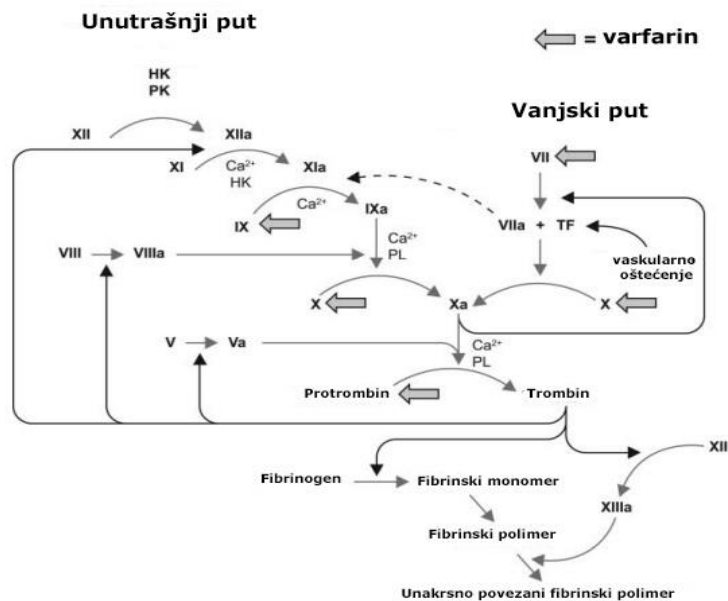 Unutrašnji put
= varfarin
HK
PK
Vanjski put
XII
XIIa
VII
XI
Ca²⁺
HK
XIa
IX
Ca²⁺
IXa
VIIa + TF
VIII
VIIIa
Ca²⁺
PL
vaskularno
oštećenje
X
Xa
X
V
Va
Ca²⁺
PL
Protrombin
Trombin
XII
Fibrinogen
Fibrinski monomer
XIIIa
Fibrinski polimer
Unakrsno povezani fibrinski polimer